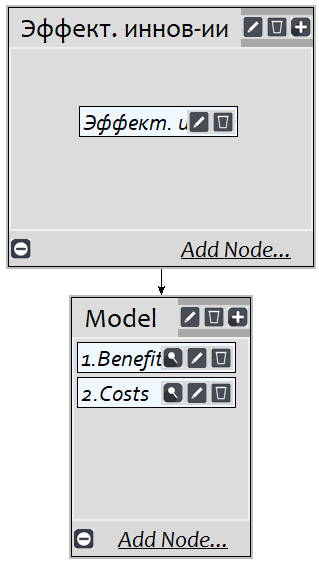 Эффект. иннов-ии
Эффект. и
Add Node...
Model
1.Benefit
2.Costs
Add Node...